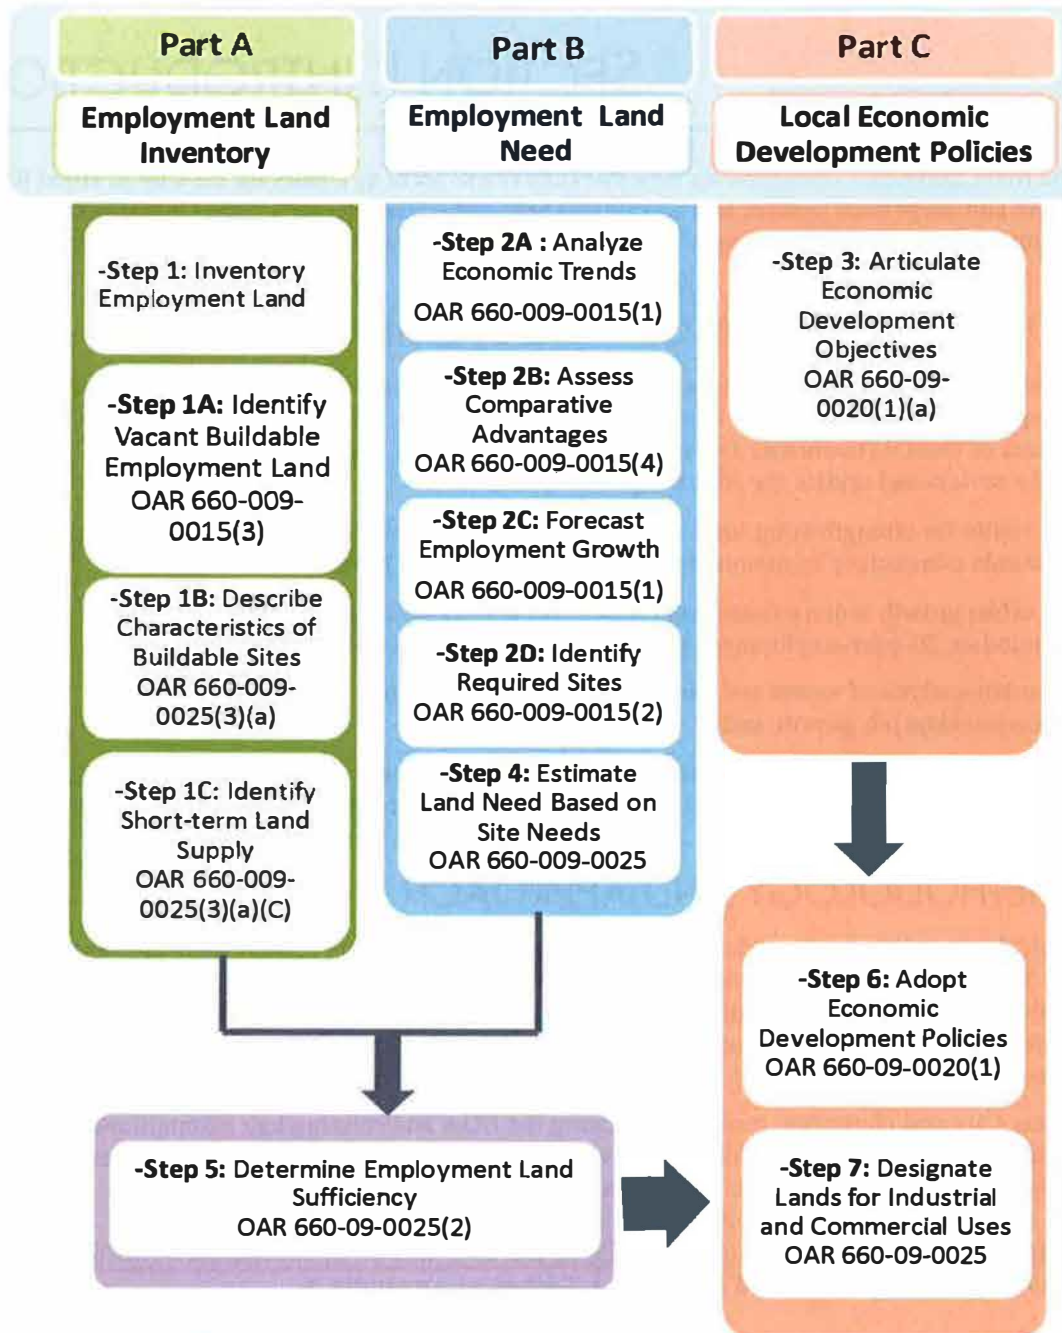 Part A
Employment Land
Inventory
-Step 1: Inventory
Employment Land
-Step 1A: Identify
Vacant Buildable
Employment Land
OAR 660-009-
0015(3)
-Step 1B: Describe
Characteristics of
Buildable Sites
OAR 660-009-
0025(3)(a)
-Step 1C: Identify
Short-term Land
Supply
OAR 660-009-
0025(3)(a)(C)
Part B
Employment Land
Need
-Step 2A : Analyze
Economic Trends
OAR 660-009-0015(1)
-Step 2B: Assess
Comparative
Advantages
OAR 660-009-0015(4)
-Step 2C: Forecast
Employment Growth
OAR 660-009-0015(1)
-Step 2D: Identify
Required Sites
OAR 660-009-0015(2)
-Step 4: Estimate
Land Need Based on
Site Needs
OAR 660-009-0025
Part C
Local Economic
Development Policies
-Step 3: Articulate
Economic
Development
Objectives
OAR 660-09-
0020(1)(a)
-Step 5: Determine Employment Land
Sufficiency
OAR 660-09-0025(2)
-Step 6: Adopt
Economic
Development Policies
OAR 660-09-0020(1)
-Step 7: Designate
Lands for Industrial
and Commercial Uses
OAR 660-09-0025